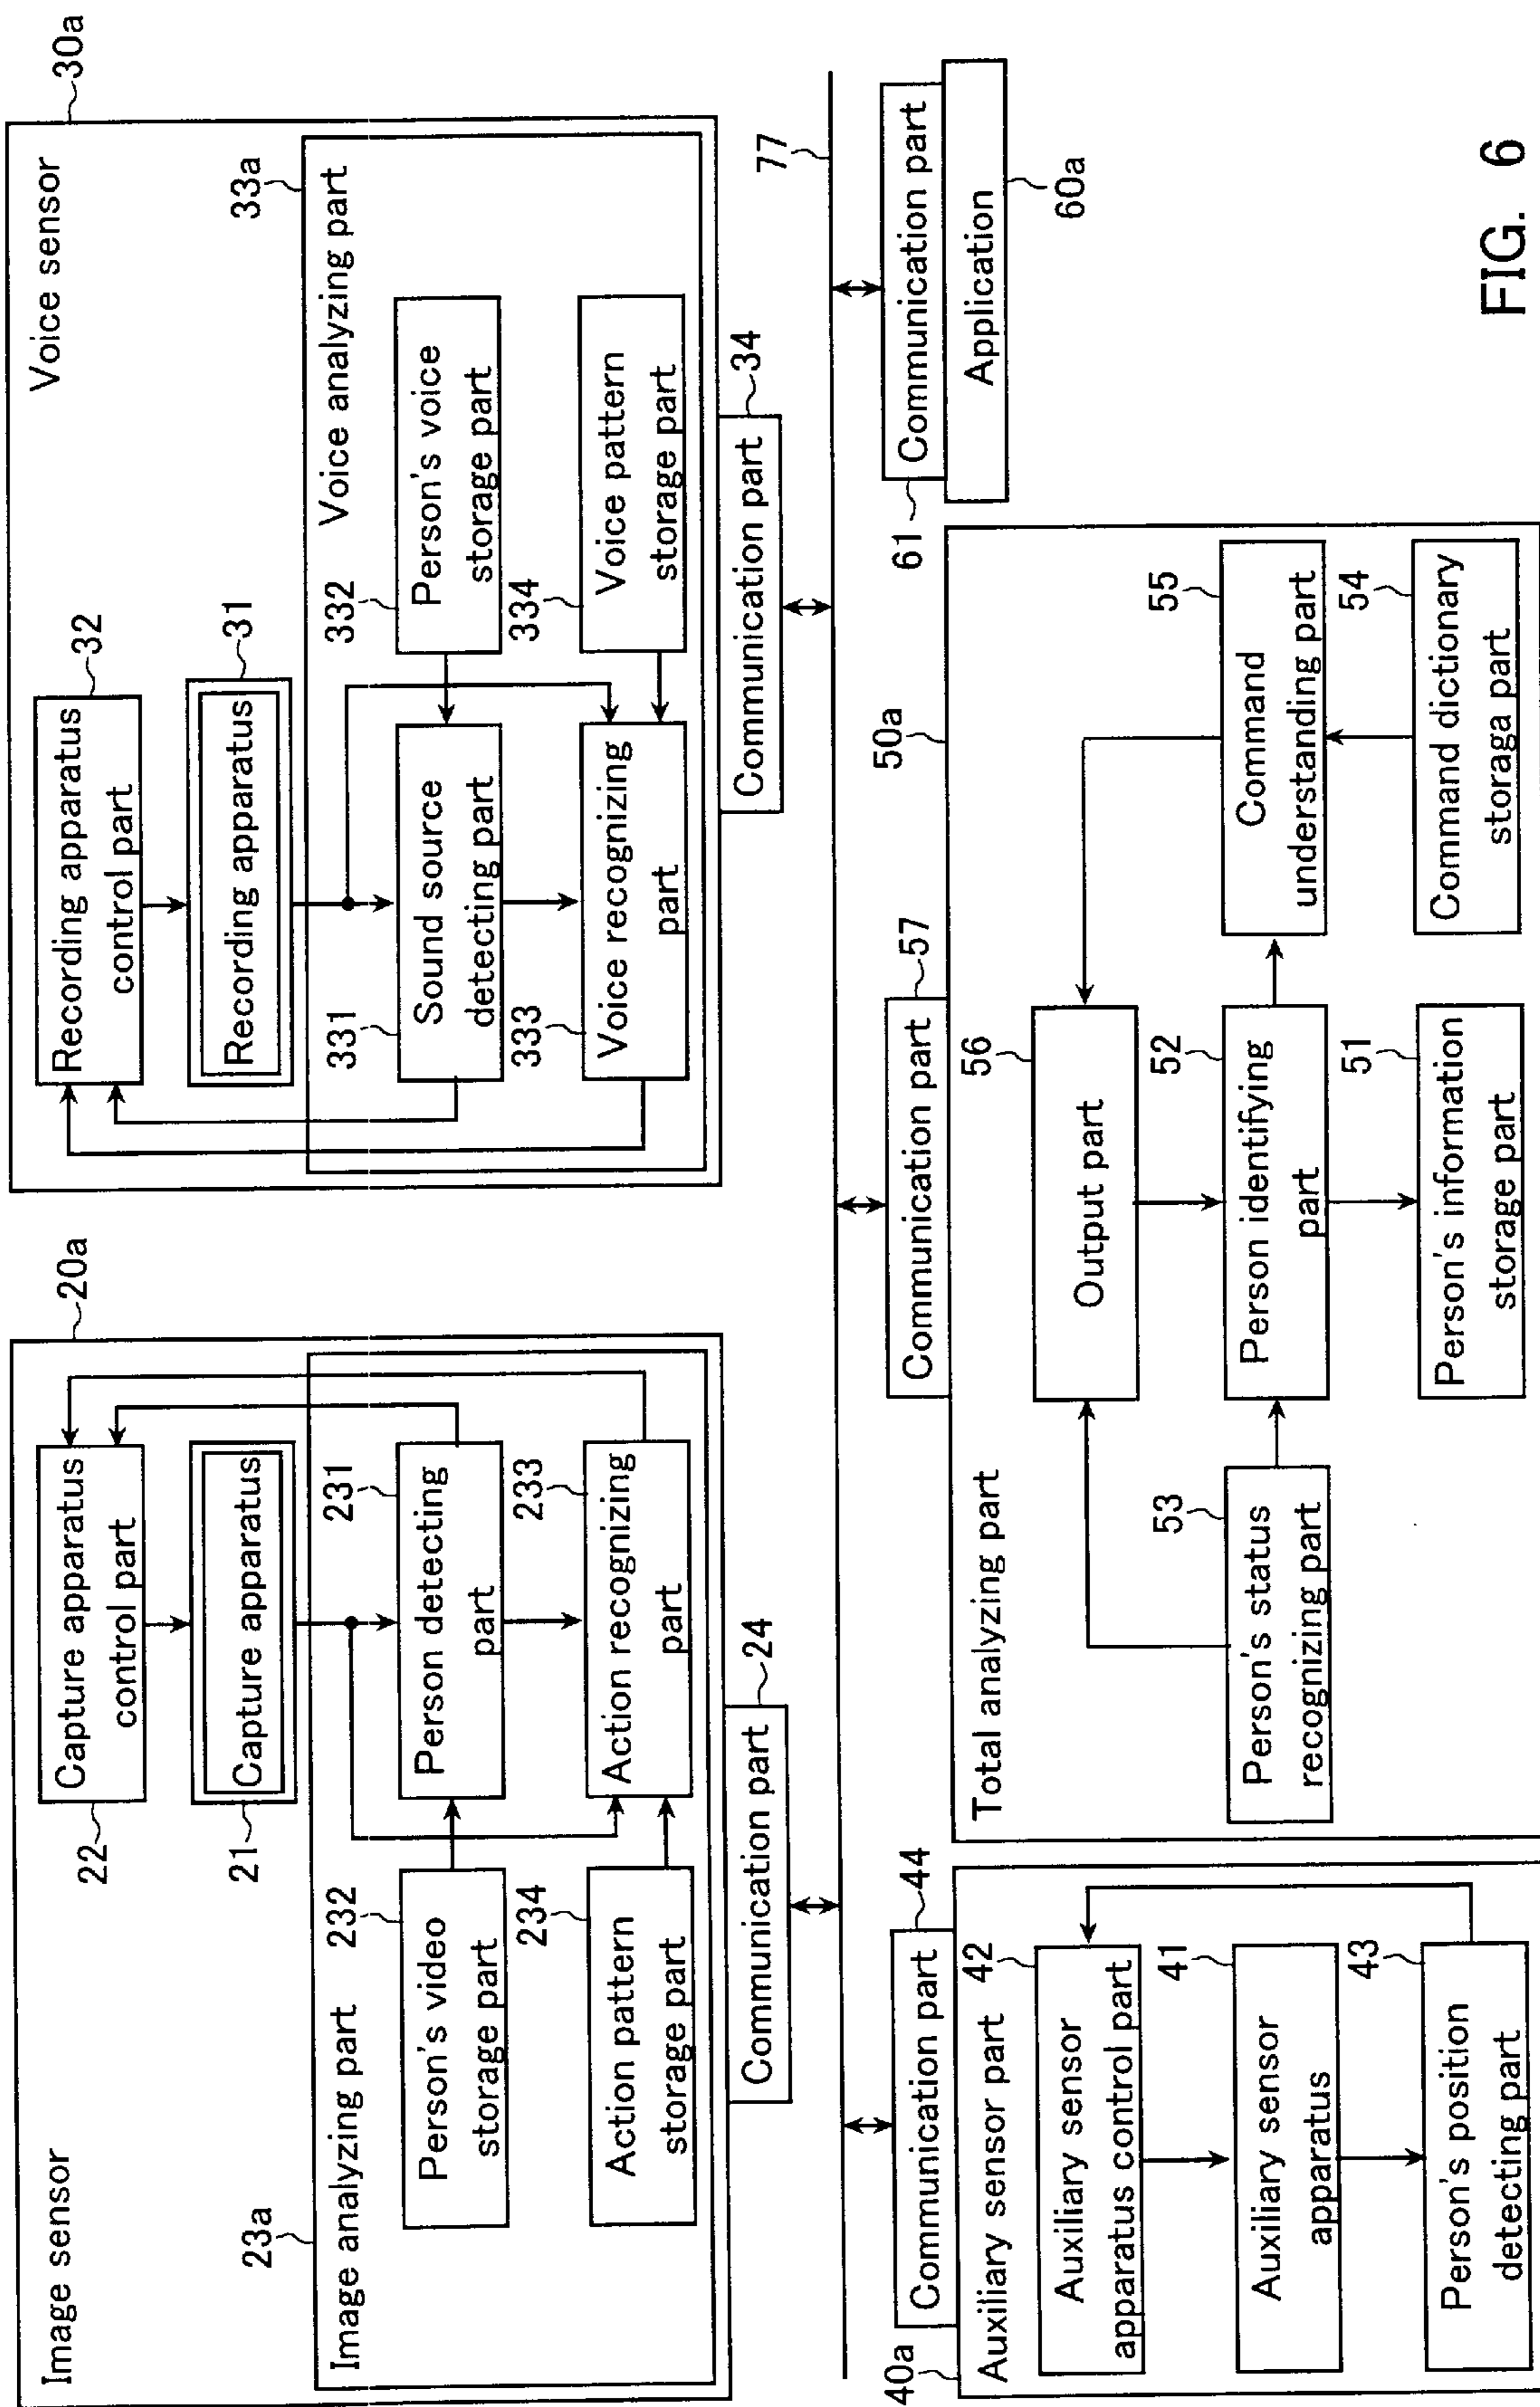 Image sensor
20a
22
Capture apparatus
control part
21
Capture apparatus
23a
Image analyzing part
232
Person's video
storage part
231
Person detecting
part
234
Action pattern
storage part
233
Action recognizing
part
Communication part
24
Voice sensor
30a
32
Recording apparatus
control part
31
Recording apparatus
33a
Voice analyzing part
331
Sound source
detecting part
332
Person's voice
storage part
333
Voice recognizing
part
334
Voice pattern
storage part
Communication part
34
77
40a
Communication part
44
Auxiliary sensor part
42
Auxiliary sensor
apparatus control part
41
Auxiliary sensor
apparatus
43
Person's position
detecting part
Communication part
57
50a
Total analyzing part
56
Output part
53
Person's status
recognizing part
52
Person identifying
part
55
Command
understanding part
51
Person's information
storage part
54
Command dictionary
storaga part
61
Communication part
Application
60a
FIG. 6